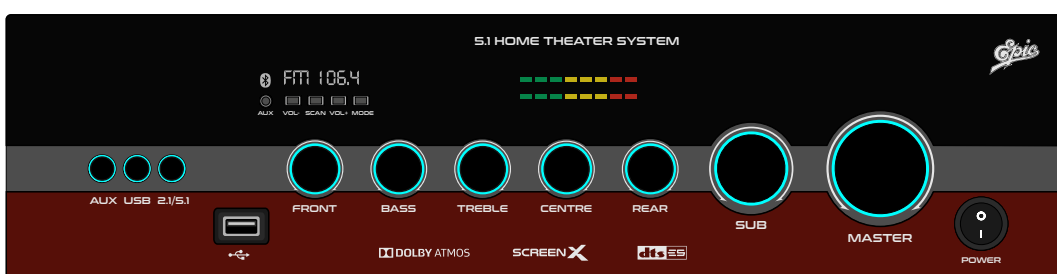 5.1 HOME THEATER SYSTEM
Epic
FM 106.4
AUX VOL- SCAN VOL+ MODE
AUX USB 2.1/5.1
FRONT BASS TREBLE CENTRE REAR
SUB
MASTER
DOLBY ATMOS SCREENX dts ES
POWER